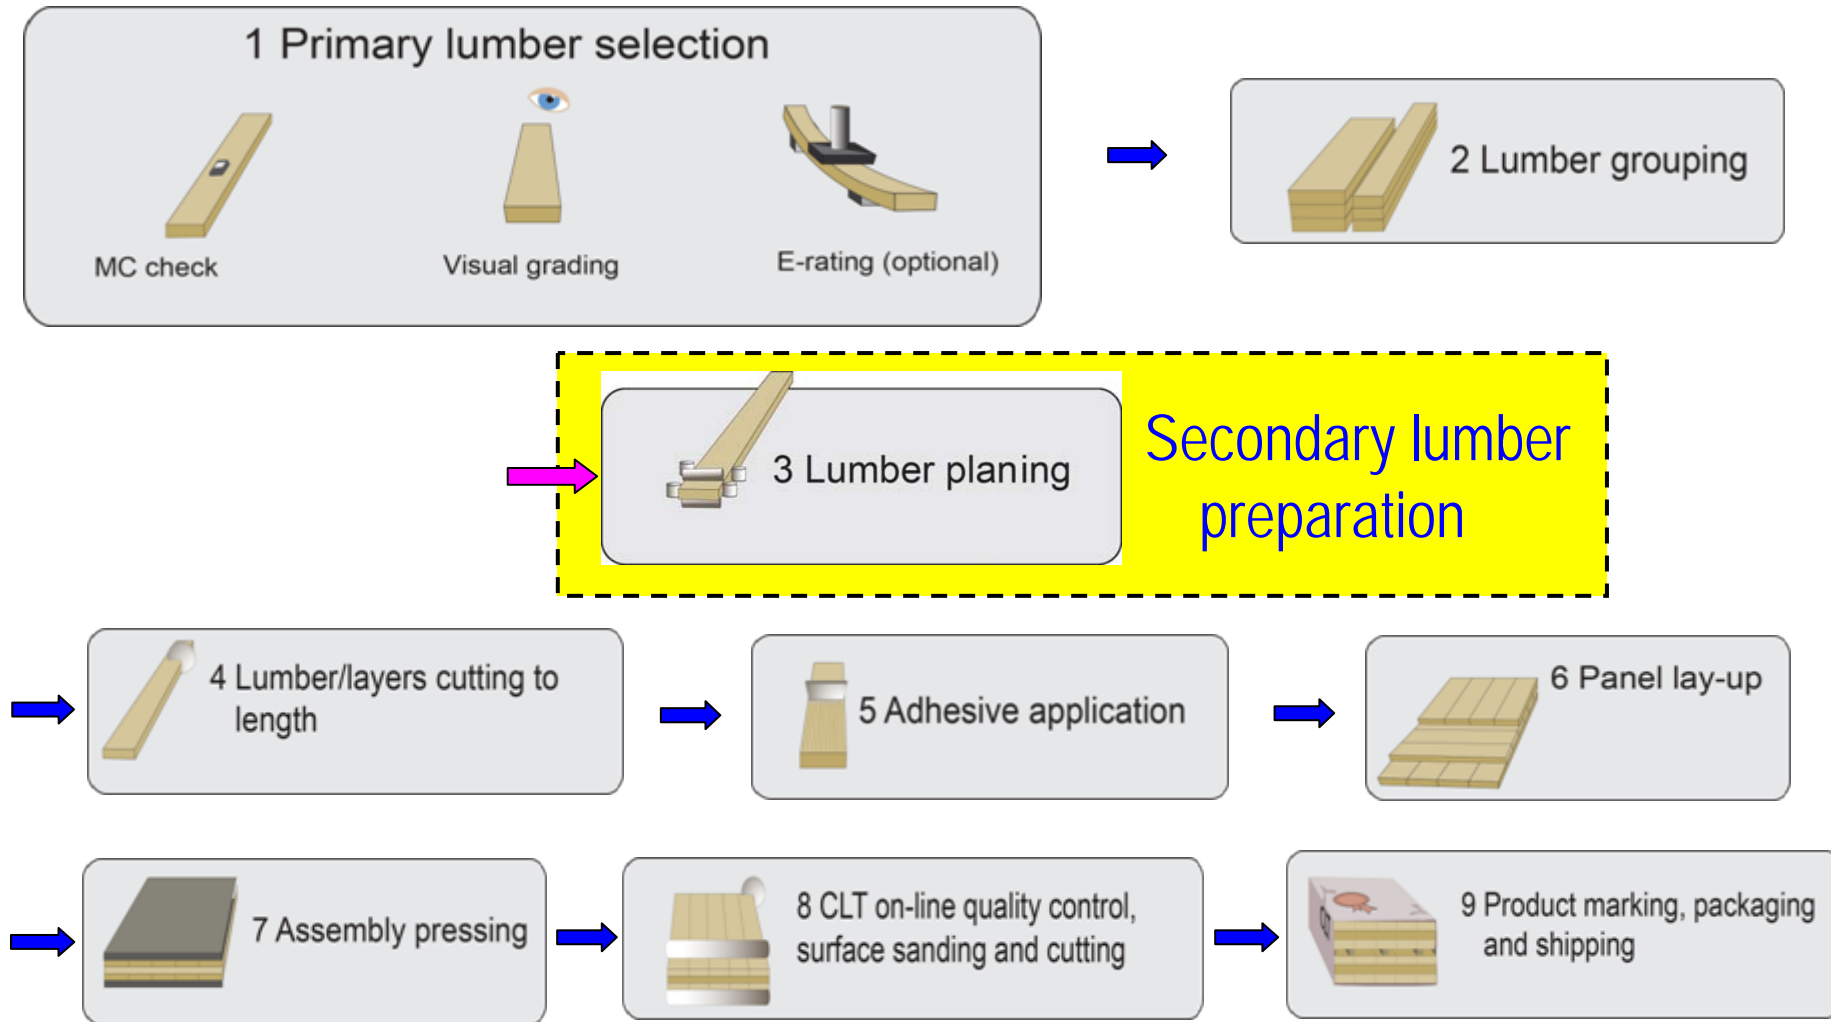 1 Primary lumber selection
MC check
Visual grading
E-rating (optional)
2 Lumber grouping
3 Lumber planing
Secondary lumber
preparation
4 Lumber/layers cutting to
length
5 Adhesive application
6 Panel lay-up
7 Assembly pressing
8 CLT on-line quality control,
surface sanding and cutting
CLT
9 Product marking, packaging
and shipping